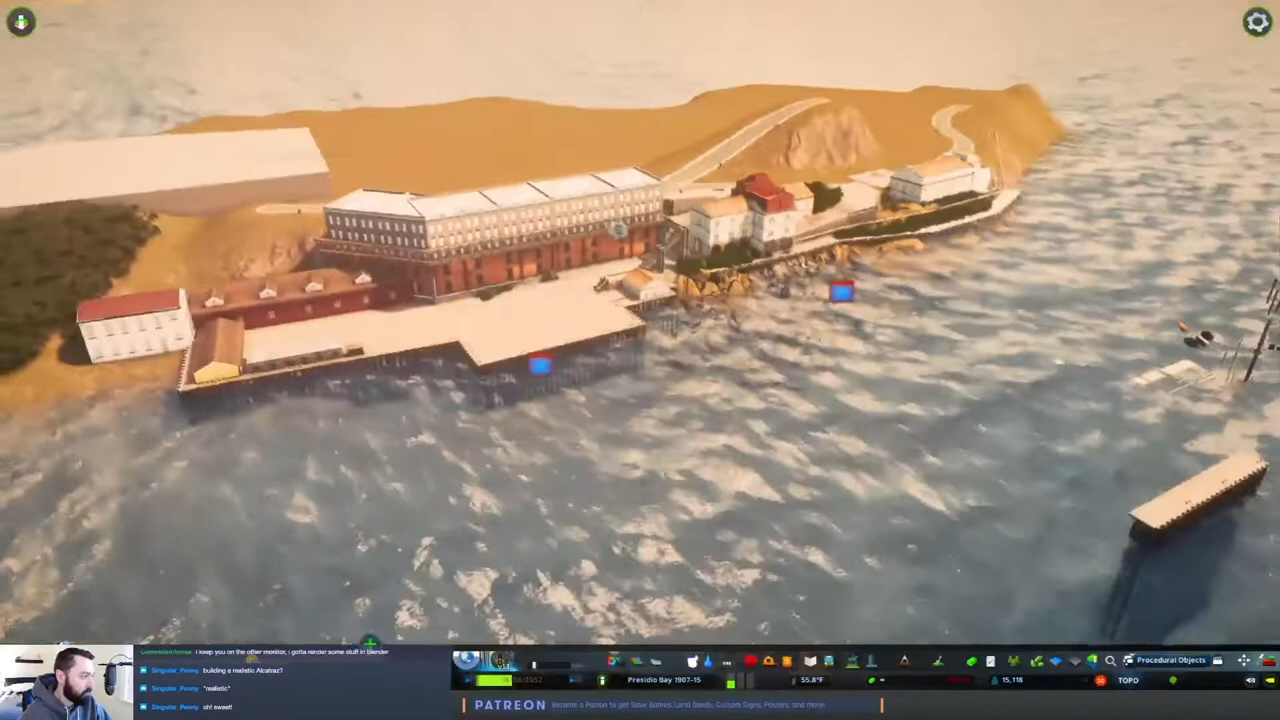 i keep you on the other monitor, i gotta render some stuff in blender
Singular_Penny building a realistic Alcatraz?
Singular_Penny "realistic"
Singular_Penny oh! sweet!
Procedural Objects
Presidio Bay 1907-15
55.8°F
15,118
TOPO
PATREON Become a Patron to get Save Games, Land Deeds, Custom Signs, Posters, and more!